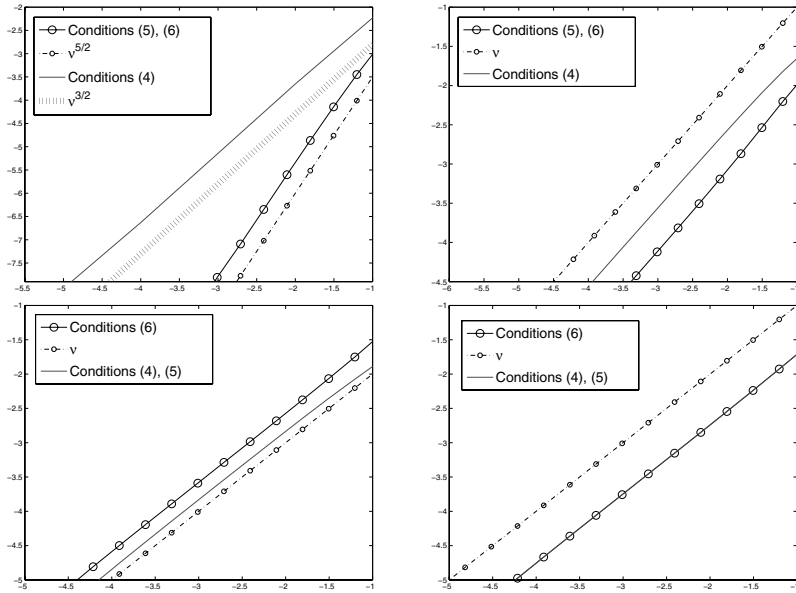 −2
−2.5
−3
−3.5
−4
−4.5
−5
−5.5
−6
−6.5
−7
−7.5
Conditions (5), (6)
ν^5/2
Conditions (4)
ν^3/2
−5.5 −5 −4.5 −4 −3.5 −3 −2.5 −2 −1.5 −1
−1
−1.5
−2
−2.5
−3
−3.5
−4
−4.5
Conditions (5), (6)
ν
Conditions (4)
−6 −5.5 −5 −4.5 −4 −3.5 −3 −2.5 −2 −1.5 −1
−1
−1.5
−2
−2.5
−3
−3.5
−4
−4.5
−5
Conditions (6)
ν
Conditions (4), (5)
−5 −4.5 −4 −3.5 −3 −2.5 −2 −1.5 −1
−1
−1.5
−2
−2.5
−3
−3.5
−4
−4.5
−5
Conditions (6)
ν
Conditions (4), (5)
−5 −4.5 −4 −3.5 −3 −2.5 −2 −1.5 −1